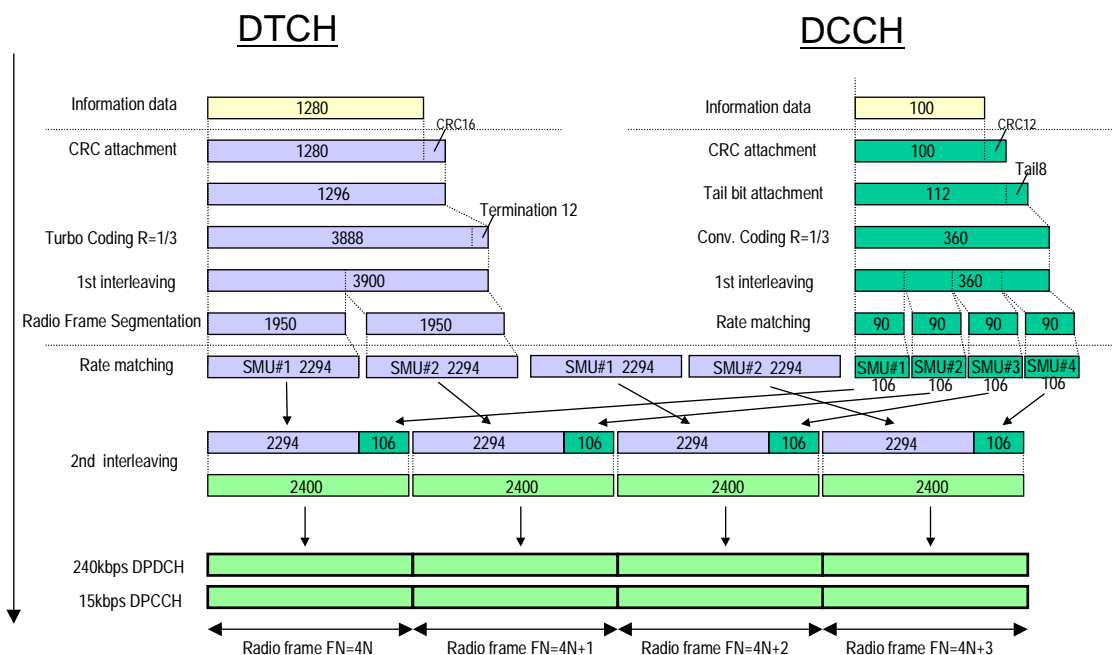 DTCH DCCH
Information data 1280 Information data 100
CRC16 CRC12
CRC attachment 1280 CRC attachment 100
Tail8
1296 Tail bit attachment 112
Termination 12
Turbo Coding R=1/3 3888 Conv. Coding R=1/3 360
1st interleaving 3900 1st interleaving 360
Radio Frame Segmentation 1950 1950 Rate matching 90 90 90 90
Rate matching SMU#1 2294 SMU#2 2294 SMU#1 2294 SMU#2 2294 SMU#1 SMU#2 SMU#3 SMU#4
106 106 106 106
2294 106 2294 106 2294 106 2294 106
2nd interleaving
2400 2400 2400 2400
240kbps DPDCH
15kbps DPCCH
Radio frame FN=4N Radio frame FN=4N+1 Radio frame FN=4N+2 Radio frame FN=4N+3